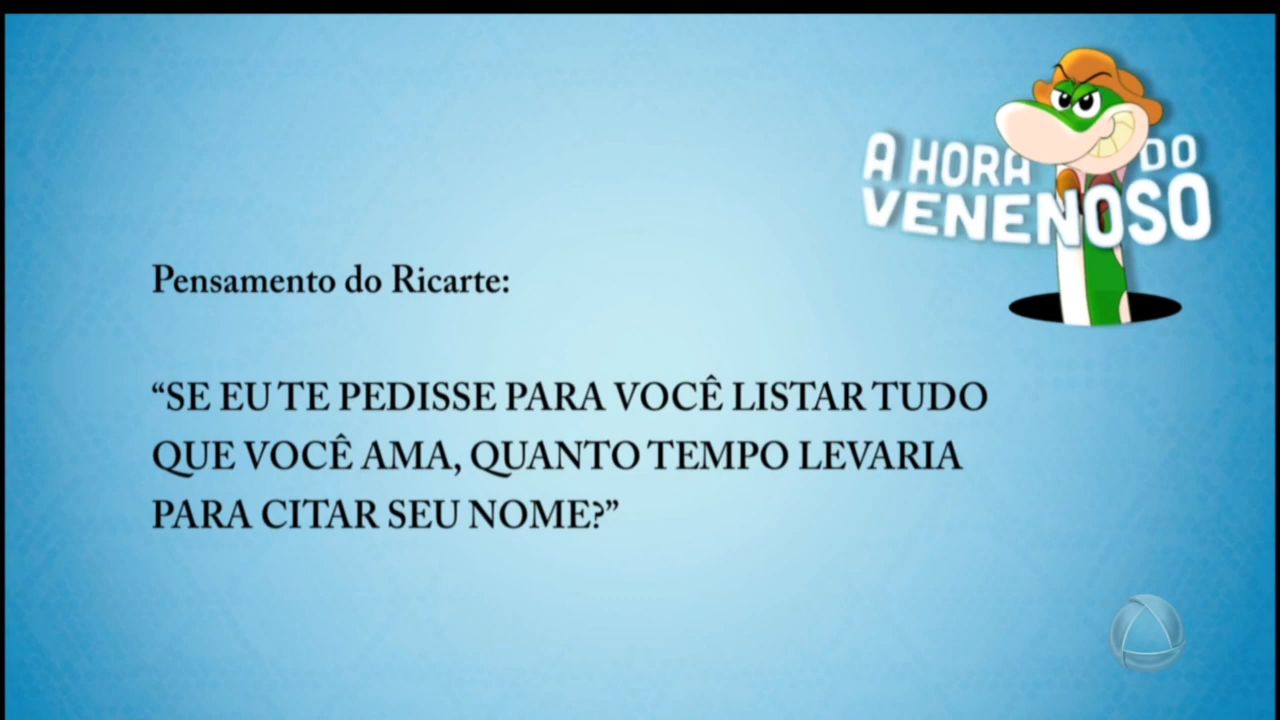 A HORA DO
VENENOSO
Pensamento do Ricarte:
“SE EU TE PEDISSE PARA VOCÊ LISTAR TUDO
QUE VOCÊ AMA, QUANTO TEMPO LEVARIA
PARA CITAR SEU NOME?”